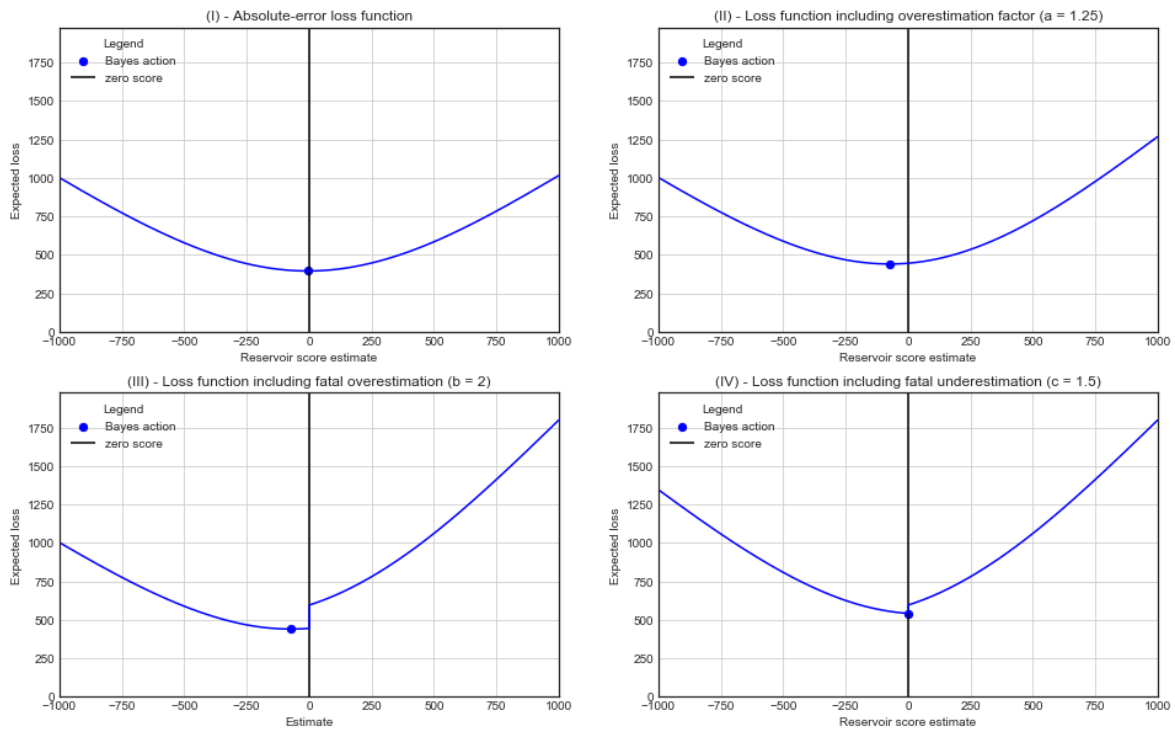 (I) - Absolute-error loss function
Expected loss
1750
1500
1250
1000
750
500
250
0
Legend
Bayes action
zero score
−1000 −750 −500 −250 0 250 500 750 1000
Reservoir score estimate
(II) - Loss function including overestimation factor (a = 1.25)
Expected loss
1750
1500
1250
1000
750
500
250
0
Legend
Bayes action
zero score
−1000 −750 −500 −250 0 250 500 750 1000
Reservoir score estimate
(III) - Loss function including fatal overestimation (b = 2)
Expected loss
1750
1500
1250
1000
750
500
250
0
Legend
Bayes action
zero score
−1000 −750 −500 −250 0 250 500 750 1000
Estimate
(IV) - Loss function including fatal underestimation (c = 1.5)
Expected loss
1750
1500
1250
1000
750
500
250
0
Legend
Bayes action
zero score
−1000 −750 −500 −250 0 250 500 750 1000
Reservoir score estimate